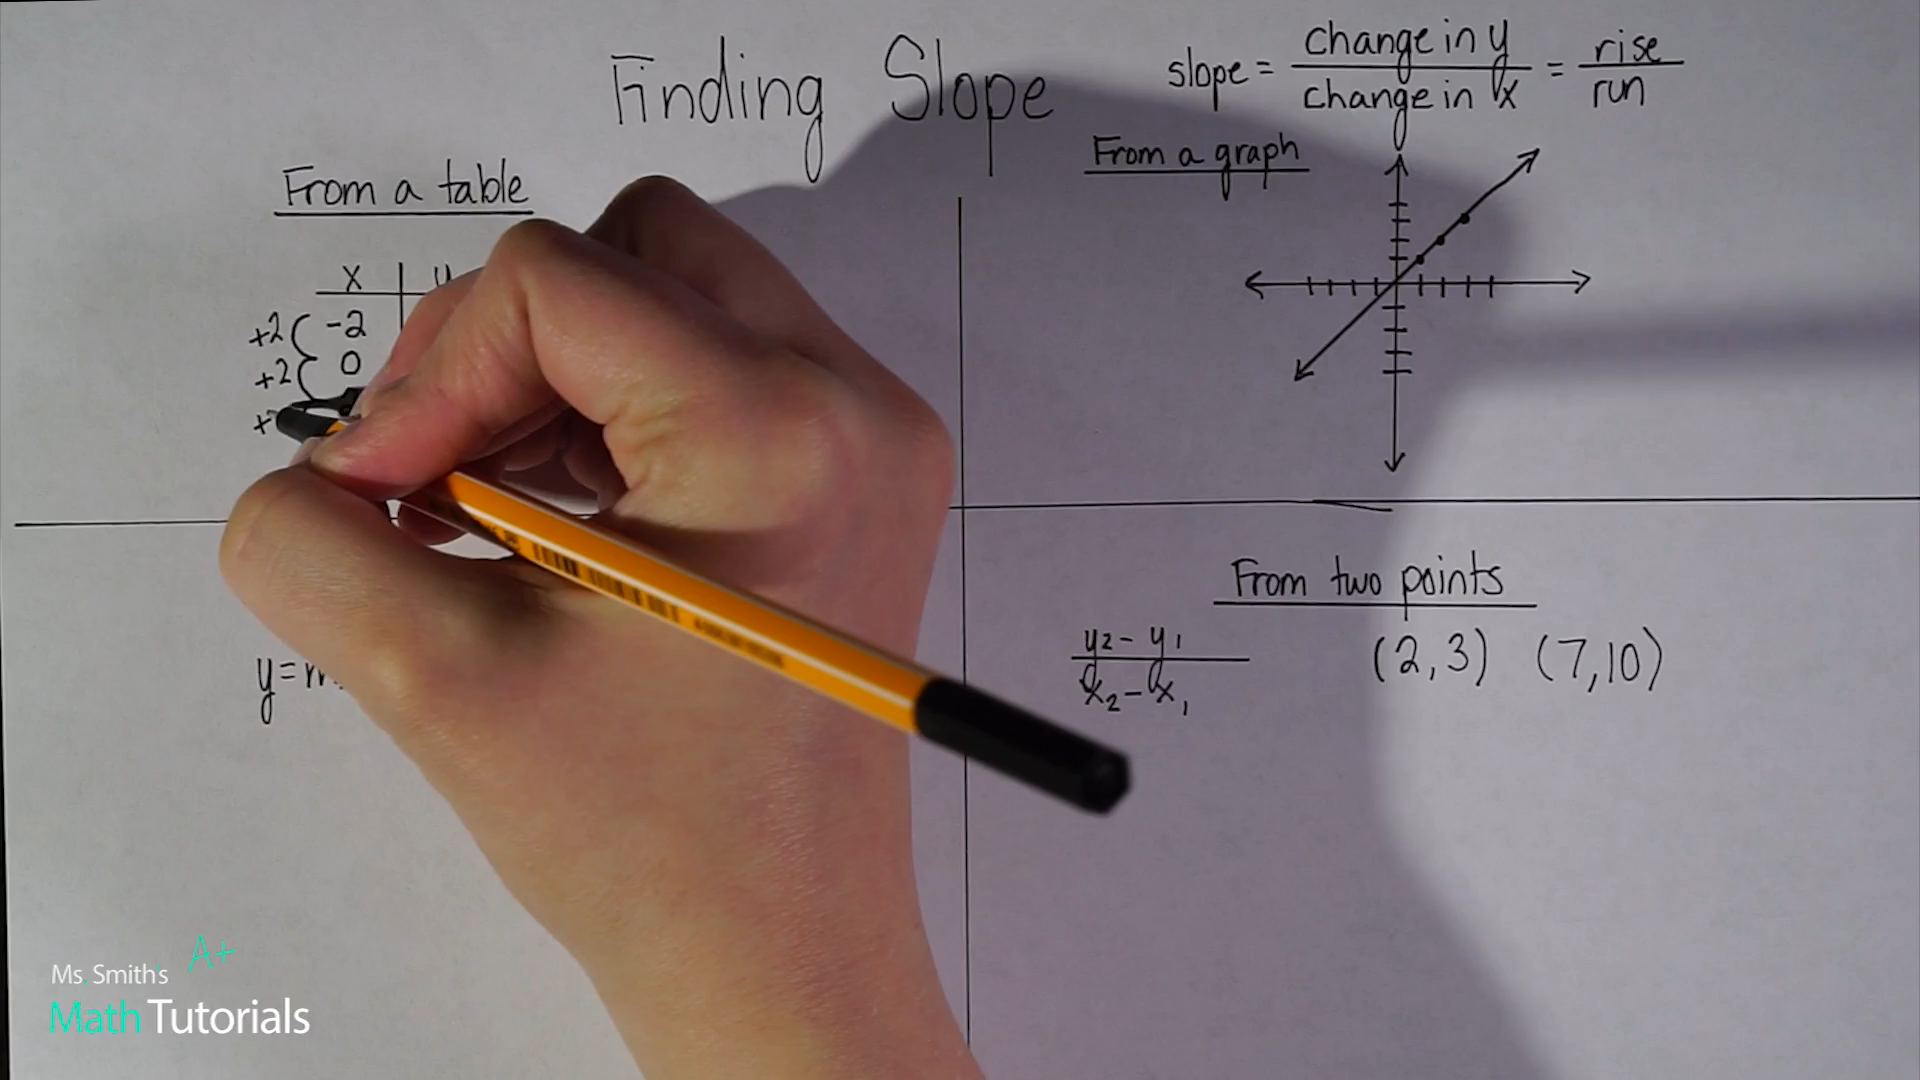 Finding Slope
slope = change in y / change in x = rise / run
From a table
From a graph
x
+2 -2
+2 0
From two points
y2 - y1
x2 - x1
(2,3) (7,10)
y=
A+
Ms. Smith's
Math Tutorials